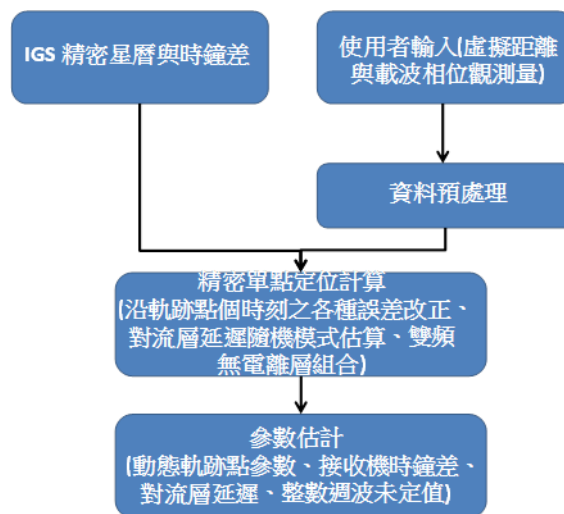 IGS 精密星曆與時鐘差
使用者輸入(虛擬距離
與載波相位觀測量)
資料預處理
精密單點定位計算
(沿軌跡點個時刻之各種誤差改正、
對流層延遲隨機模式估算、雙頻
無電離層組合)
參數估計
(動態軌跡點參數、接收機時鐘差、
對流層延遲、整數週波未定值)